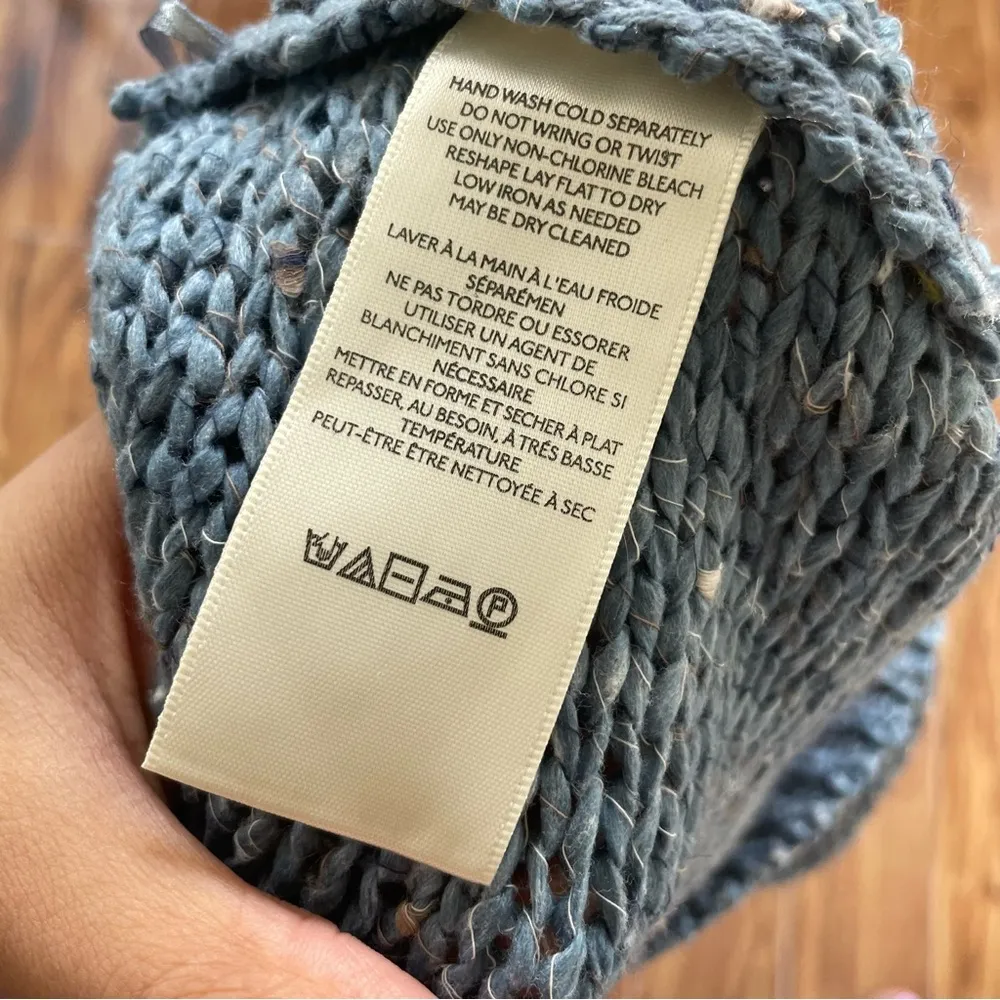 HAND WASH COLD SEPARATELY
DO NOT WRING OR TWIST
USE ONLY NON-CHLORINE BLEACH
RESHAPE LAY FLAT TO DRY
LOW IRON AS NEEDED
MAY BE DRY CLEANED
LAVER À LA MAIN À L'EAU FROIDE
SÉPARÉMEN
NE PAS TORDRE OU ESSORER
UTILISER UN AGENT DE
BLANCHIMENT SANS CHLORE SI
NÉCESSAIRE
METTRE EN FORME ET SECHER À PLAT
REPASSER, AU BESOIN, À TRÉS BASSE
TEMPÉRATURE
PEUT-ÊTRE ÊTRE NETTOYÉE À SEC
P